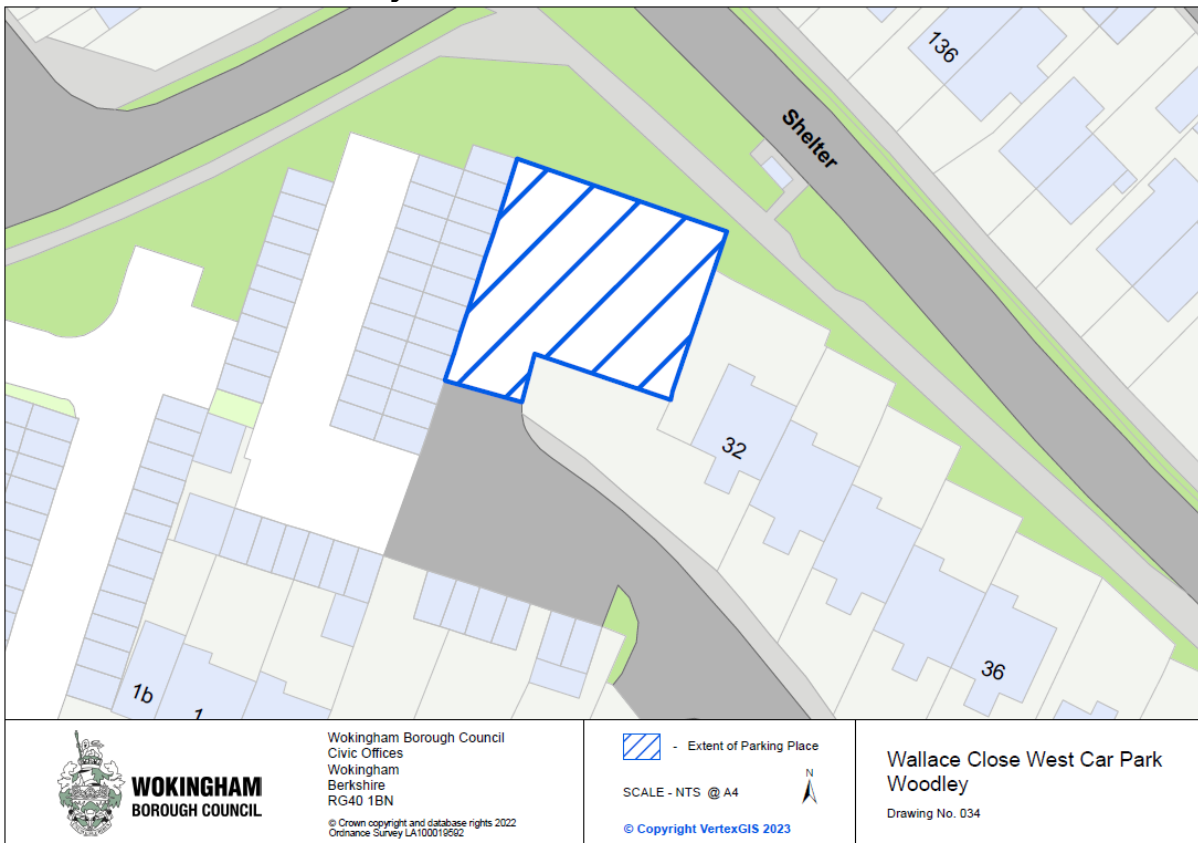 136
Shelter
32
36
1b
1
WOKINGHAM
BOROUGH COUNCIL
Wokingham Borough Council
Civic Offices
Wokingham
Berkshire
RG40 1BN
© Crown copyright and database rights 2022
Ordnance Survey LA100019592
- Extent of Parking Place
SCALE - NTS @ A4
N
© Copyright VertexGIS 2023
Wallace Close West Car Park
Woodley
Drawing No. 034